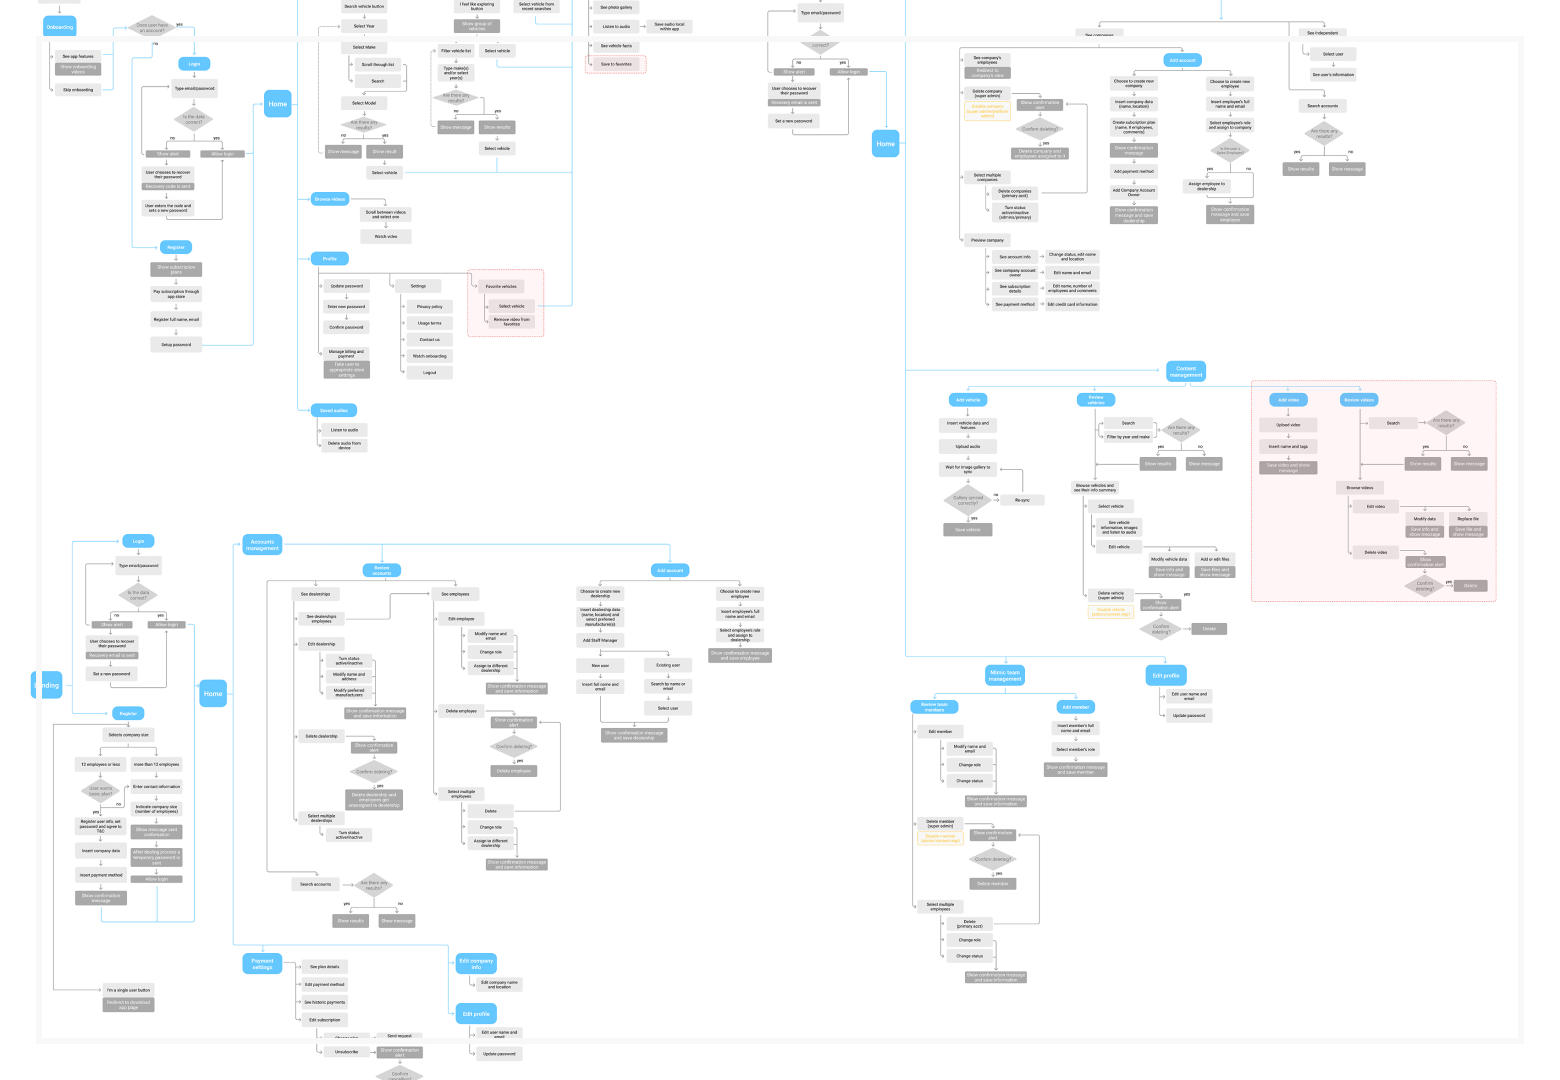 Onboarding
Does user have
an account?
yes
no
See app features
Show onboarding
videos
Skip onboarding
Login
Type email/password
Is the data
correct?
no
yes
Show alert
Allow login
User chooses to recover
their password
Recovery code is sent
User enters the code and
sets a new password
Register
Show subscription
plans
Pay subscription through
app store
Register full name, email
Setup password
Home
Search vehicle button
Select Year
Select Make
Scroll through list
Search
Select Model
Are there any
results?
no
yes
Show message
Show result
Select vehicle
I feel like exploring
button
Show group of
vehicles
Filter vehicle list
Select vehicle
Type make(s)
and/or select
year(s)
Are there any
results?
no
yes
Show message
Show results
Select vehicle
Select vehicle from
recent searches
See photo gallery
Listen to audio
Save audio local
within app
See vehicle facts
Save to favorites
Browse videos
Scroll between videos
and select one
Watch video
Profile
Update password
Enter new password
Confirm password
Manage billing and
payment
Take user to
appropriate store
settings
Settings
Privacy policy
Usage terms
Contact us
Watch onboarding
Logout
Favorite vehicles
Select vehicle
Remove video from
favorites
Saved audios
Listen to audio
Delete audio from
device
Type email/password
correct?
no
yes
Show alert
Allow login
User chooses to recover
their password
Recovery email is sent
Set a new password
Home
See companies
See independent
See company's
employees
Redirect to
company's view
Delete company
(super admin)
Show confirmation
alert
Confirm deleting?
yes
Delete company and
employees assigned to it
Select multiple
companies
Delete companies
(primary acct)
Turn status
active/inactive
(admins/primary)
Preview company
See account info
Change status, edit name
and location
See company account
owner
Edit name and email
See subscription
details
Edit name, number of
employees and comments
See payment method
Edit credit card information
Add account
Choose to create new
company
Insert company data
(name, location)
Create subscription plan
(name, # employees,
comments)
Show confirmation
message
Add payment method
Add Company Account
Owner
Show confirmation
message and save
dealership
Choose to create new
employee
Insert employee's full
name and email
Select employee's role
and assign to company
yes
no
Assign employee to
dealership
Show confirmation
message and save
employee
Select user
See user's information
Search accounts
Are there any
results?
yes
no
Show results
Show message
Content
management
Add vehicle
Insert vehicle data and
features
Upload audio
Wait for image gallery to
sync
Gallery synced
correctly?
no
Re-sync
yes
Save vehicle
Review
vehicles
Search
Filter by year and make
Are there any
results?
yes
no
Show results
Show message
Browse vehicles and
see their info summary
Select vehicle
See vehicle
information, images
and listen to audio
Edit vehicle
Modify vehicle data
Save info and
show message
Add or edit files
Save files and
show message
Delete vehicle
(super admin)
Show
confirmation alert
yes
Confirm
deleting?
Delete
Add video
Upload video
Insert name and tags
Save video and show
message
Review videos
Search
Are there any
results?
yes
no
Show results
Show message
Browse videos
Edit video
Modify data
Save info and
show message
Replace file
Save file and
show message
Delete video
Show
confirmation alert
Confirm
deleting?
yes
Delete
Login
Type email/password
Is the data
correct?
no
yes
Show alert
Allow login
User chooses to recover
their password
Recovery email is sent
Set a new password
Home
Register
Selects company size
12 employees or less
more than 12 employees
no
yes
Register user info, set
password and agree to
T&C
Insert company data
Insert payment method
Show confirmation
message
Enter contact information
Indicate company size
(number of employees)
Show message sent
confirmation
After dealing process a
temporary password is
sent
Allow login
I'm a single user button
Redirect to download
app page
Accounts
management
Review
accounts
See dealerships
See dealerships
employees
Edit dealership
Turn status
active/inactive
Modify name and
address
Modify preferred
manufacturers
Show confirmation message
and save information
Delete dealership
Show confirmation
alert
Confirm deleting?
yes
Delete dealership and
employees get
unassigned to dealership
Select multiple
dealerships
Turn status
active/inactive
Search accounts
Are there any
results?
yes
no
Show results
Show message
See employees
Edit employee
Modify name and
email
Change role
Assign to different
dealership
Show confirmation message
and save information
Delete employee
Show confirmation
alert
Confirm deleting?
yes
Delete employee
Select multiple
employees
Delete
Change role
Assign to different
dealership
Show confirmation message
and save information
Add account
Choose to create new
dealership
Insert dealership data
(name, location) and
select preferred
manufacturer(s)
Add Staff Manager
New user
Existing user
Insert full name and
email
Search by name or
email
Select user
Show confirmation message
and save dealership
Choose to create new
employee
Insert employee's full
name and email
Select employee's role
and assign to
dealership
Show confirmation message
and save employee
Payment
settings
See plan details
Edit payment method
See historic payments
Edit subscription
Send request
Unsubscribe
Show confirmation
alert
Confirm
Edit company
info
Edit company name
and location
Edit profile
Edit user name and
email
Update password
Mimic team
management
Review team
members
Edit member
Modify name and
email
Change role
Change status
Show confirmation message
and save information
Delete member
(super admin)
Show confirmation
alert
Confirm deleting?
yes
Delete member
Select multiple
employees
Delete
(primary acct)
Change role
Change status
Show confirmation message
and save information
Add member
Insert member's full
name and email
Select member's role
Show confirmation message
and save member
Edit profile
Edit user name and
email
Update password